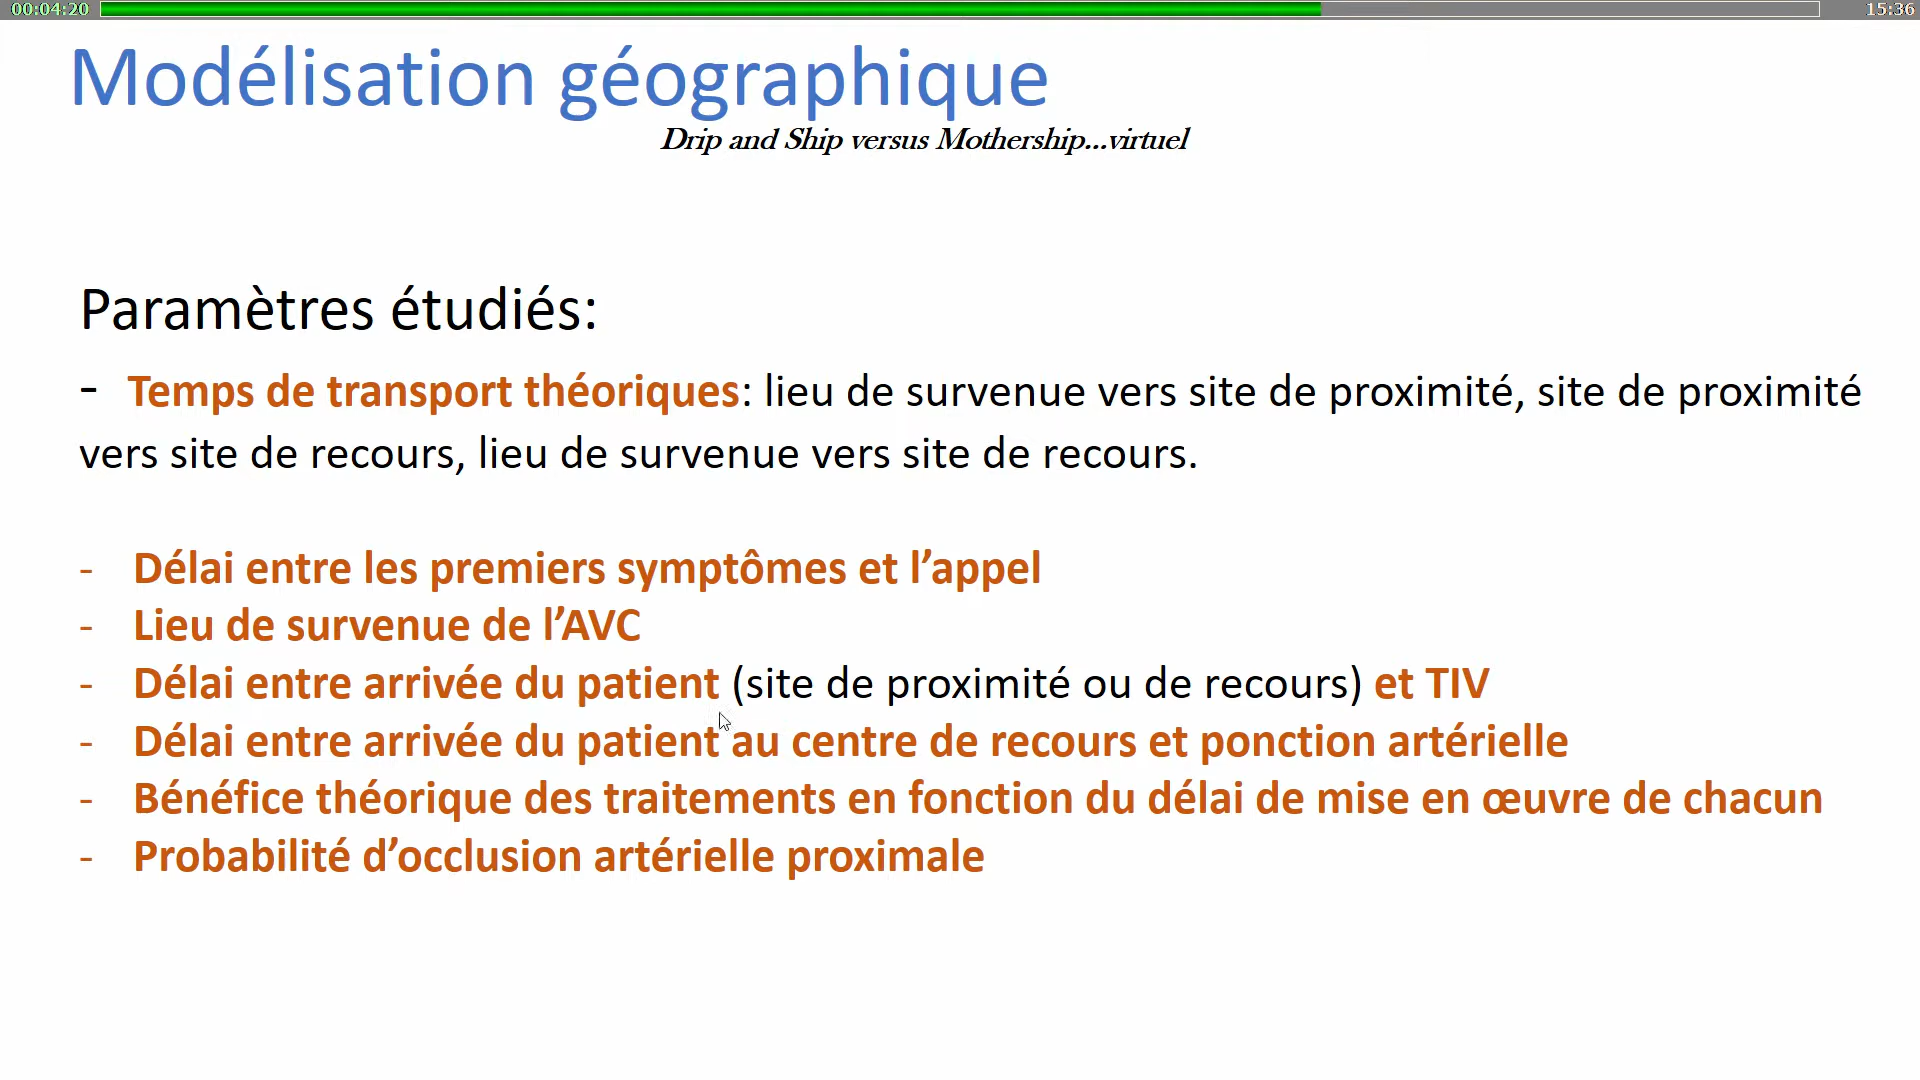 00:04:20 15:36
Modélisation géographique
Drip and Ship versus Mothership...virtuel
Paramètres étudiés:
- Temps de transport théoriques: lieu de survenue vers site de proximité, site de proximité
vers site de recours, lieu de survenue vers site de recours.
- Délai entre les premiers symptômes et l’appel
- Lieu de survenue de l’AVC
- Délai entre arrivée du patient (site de proximité ou de recours) et TIV
- Délai entre arrivée du patient au centre de recours et ponction artérielle
- Bénéfice théorique des traitements en fonction du délai de mise en œuvre de chacun
- Probabilité d’occlusion artérielle proximale